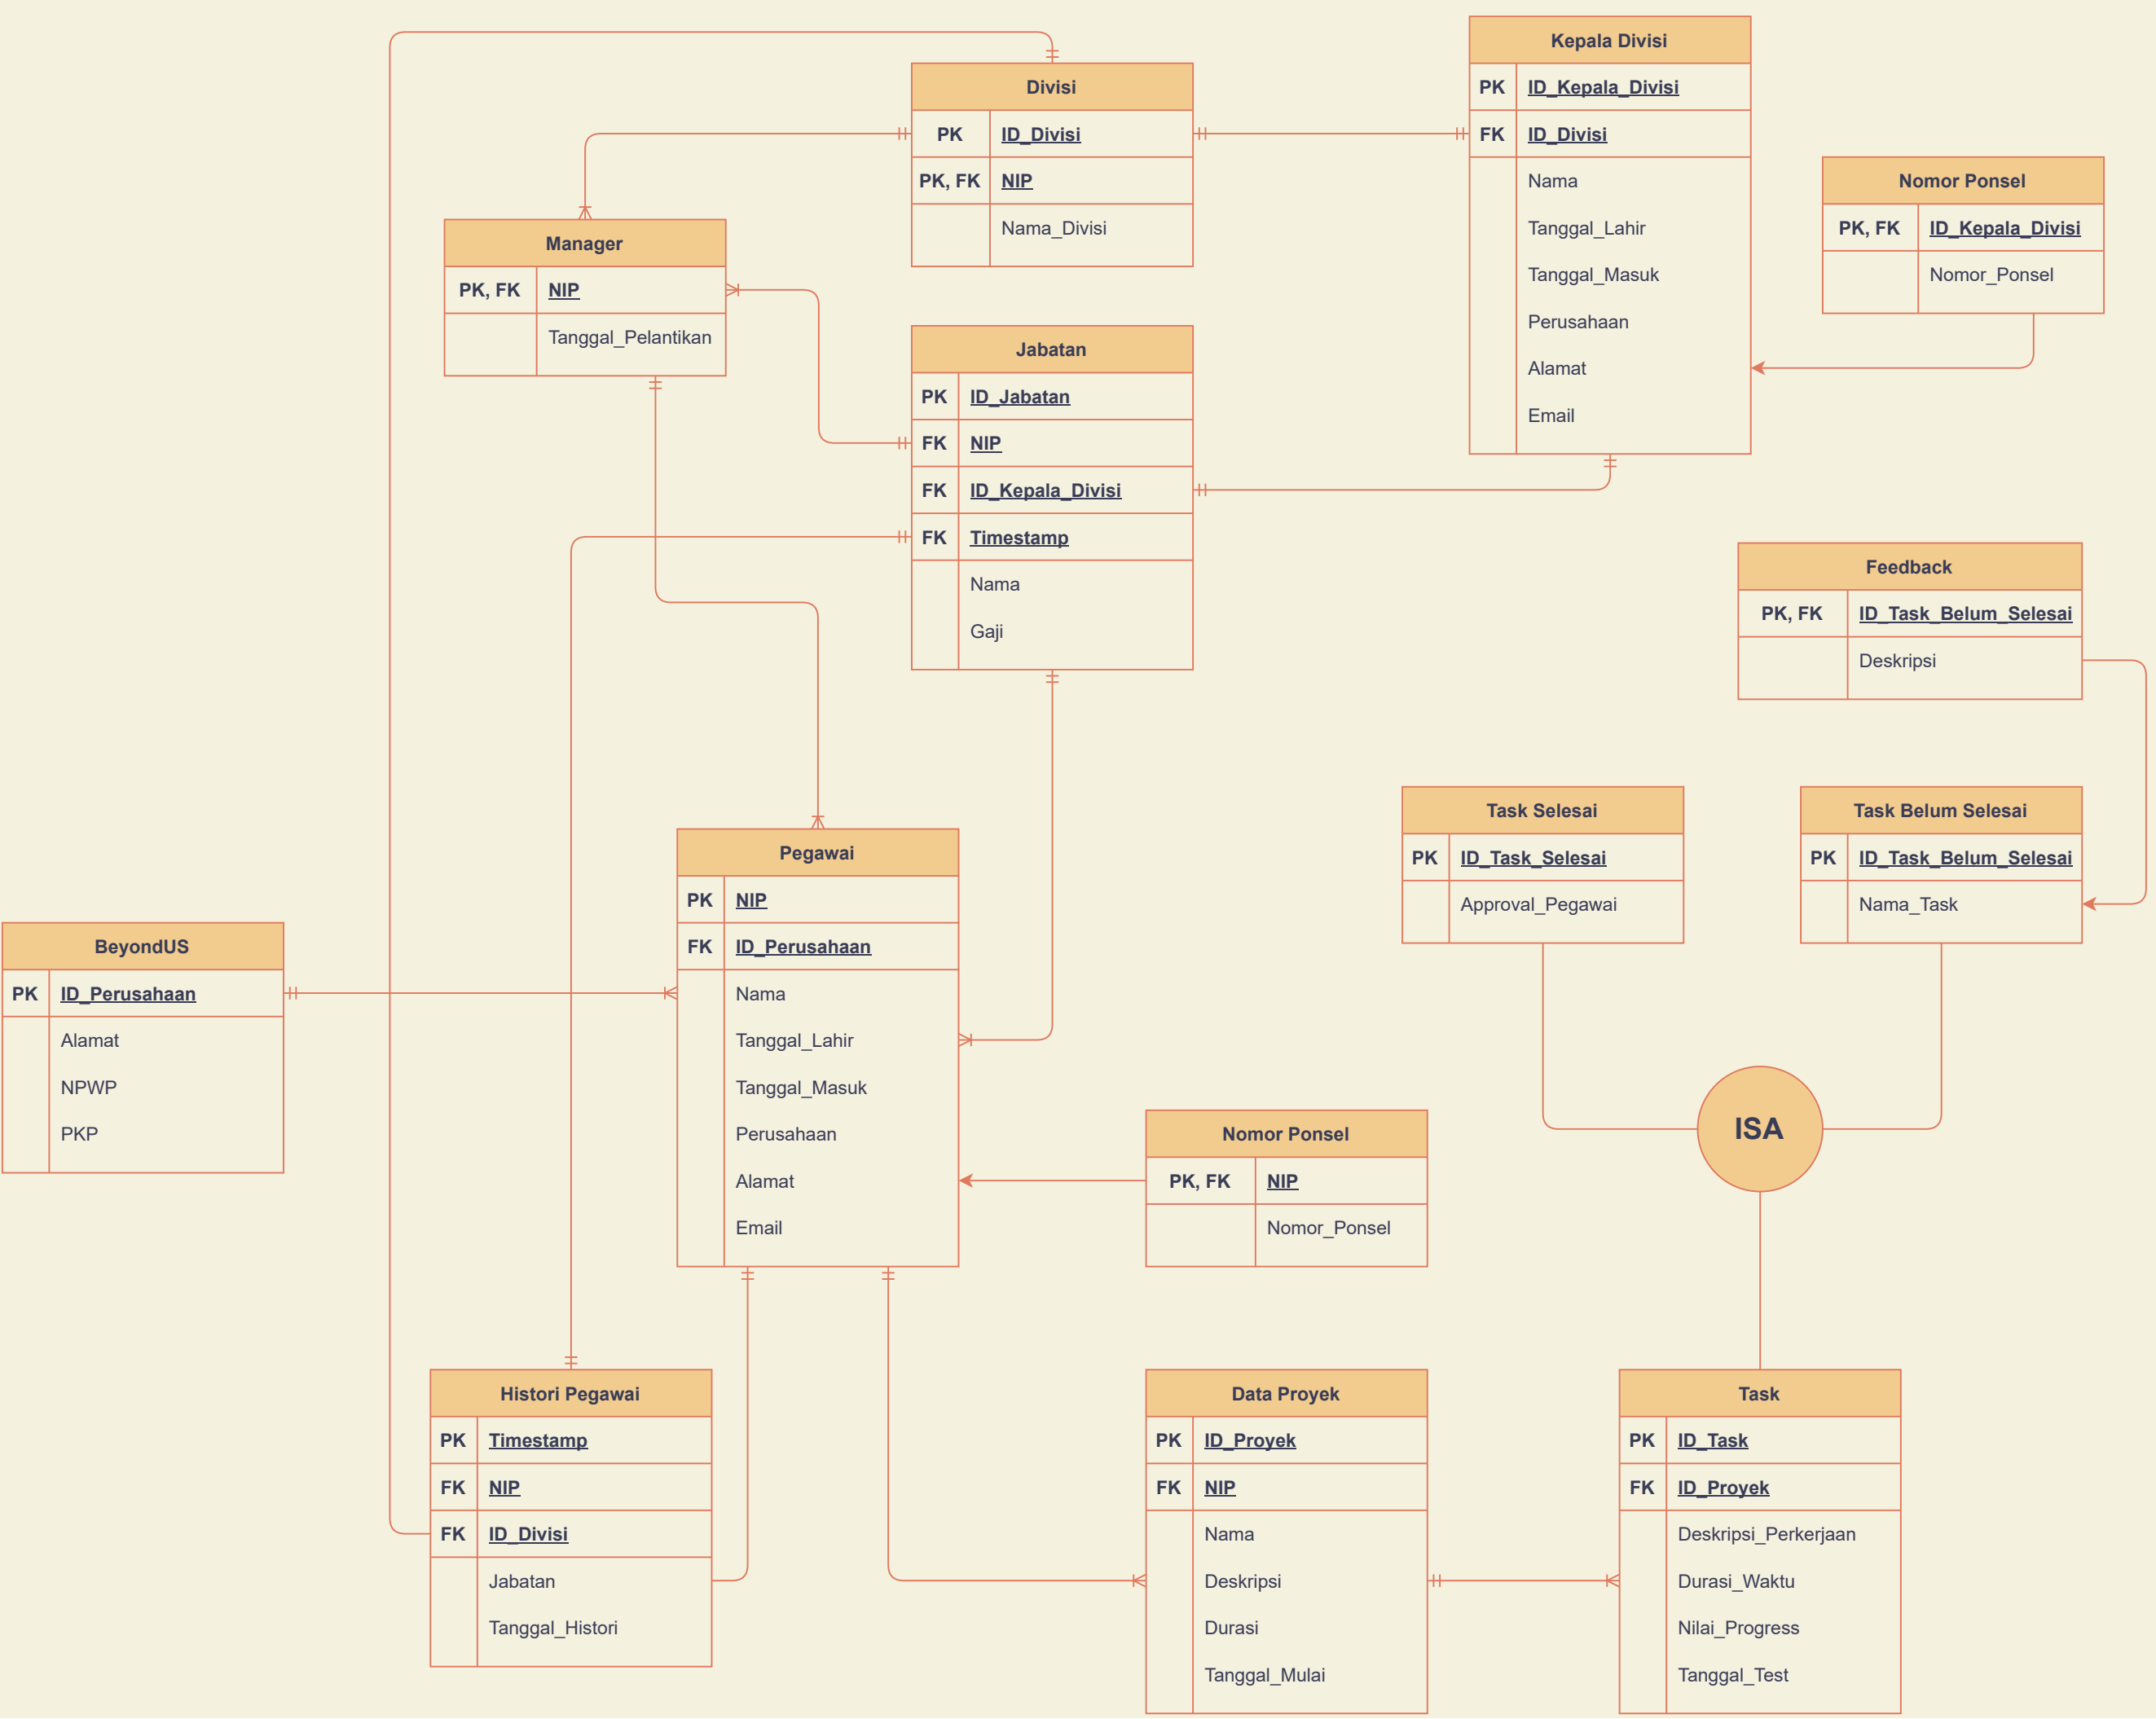 Kepala Divisi
PK ID_Kepala_Divisi
FK ID_Divisi
Nama
Tanggal_Lahir
Tanggal_Masuk
Perusahaan
Alamat
Email
Divisi
PK ID_Divisi
PK, FK NIP
Nama_Divisi
Nomor Ponsel
PK, FK ID_Kepala_Divisi
Nomor_Ponsel
Manager
PK, FK NIP
Tanggal_Pelantikan
Jabatan
PK ID_Jabatan
FK NIP
FK ID_Kepala_Divisi
FK Timestamp
Nama
Gaji
Feedback
PK, FK ID_Task_Belum_Selesai
Deskripsi
Task Selesai
PK ID_Task_Selesai
Approval_Pegawai
Task Belum Selesai
PK ID_Task_Belum_Selesai
Nama_Task
Pegawai
PK NIP
FK ID_Perusahaan
Nama
Tanggal_Lahir
Tanggal_Masuk
Perusahaan
Alamat
Email
BeyondUS
PK ID_Perusahaan
Alamat
NPWP
PKP
Nomor Ponsel
PK, FK NIP
Nomor_Ponsel
ISA
Histori Pegawai
PK Timestamp
FK NIP
FK ID_Divisi
Jabatan
Tanggal_Histori
Data Proyek
PK ID_Proyek
FK NIP
Nama
Deskripsi
Durasi
Tanggal_Mulai
Task
PK ID_Task
FK ID_Proyek
Deskripsi_Perkerjaan
Durasi_Waktu
Nilai_Progress
Tanggal_Test